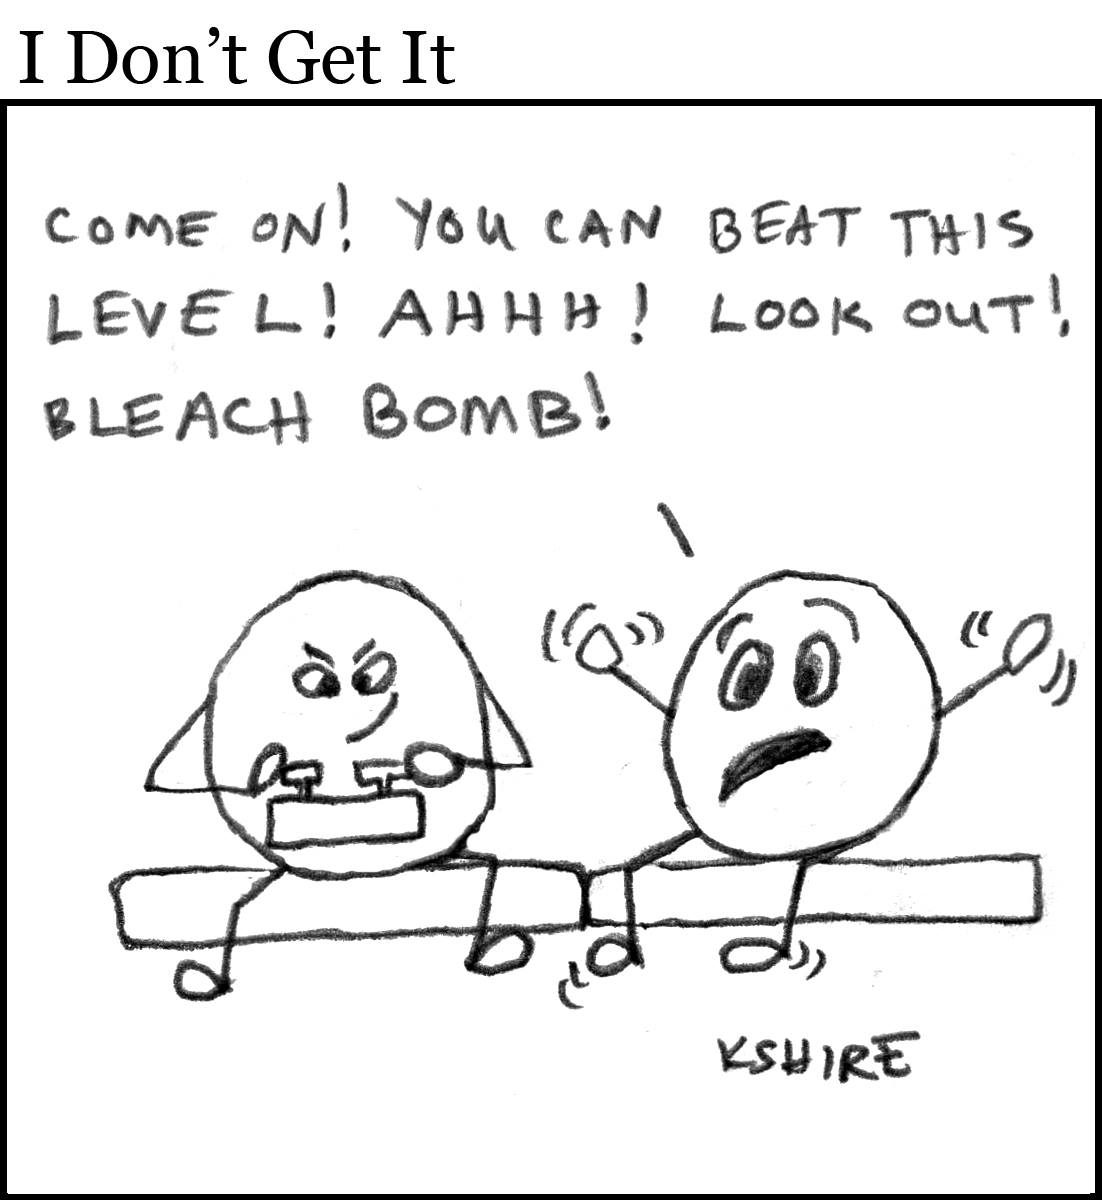 I Don’t Get It
COME ON! YOU CAN BEAT THIS
LEVEL! AHHH! LOOK OUT!
BLEACH BOMB!
KSHIRE